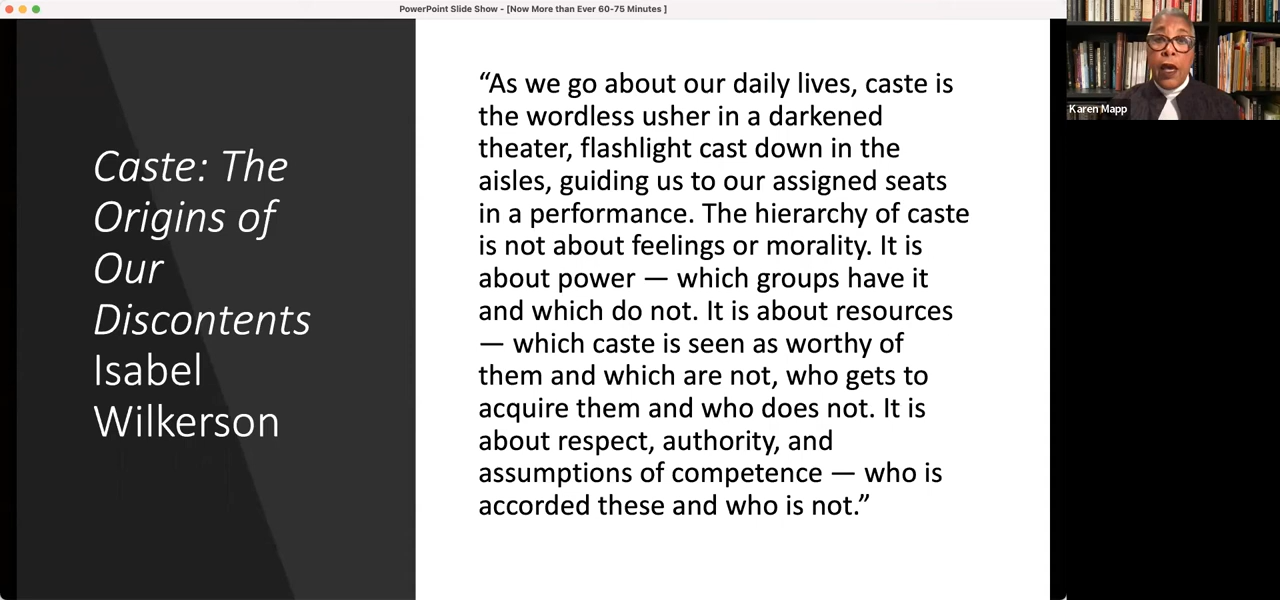 PowerPoint Slide Show - [Now More than Ever 60-75 Minutes ]
Caste: The
Origins of
Our
Discontents
Isabel
Wilkerson
“As we go about our daily lives, caste is
the wordless usher in a darkened
theater, flashlight cast down in the
aisles, guiding us to our assigned seats
in a performance. The hierarchy of caste
is not about feelings or morality. It is
about power — which groups have it
and which do not. It is about resources
— which caste is seen as worthy of
them and which are not, who gets to
acquire them and who does not. It is
about respect, authority, and
assumptions of competence — who is
accorded these and who is not.”
Karen Mapp